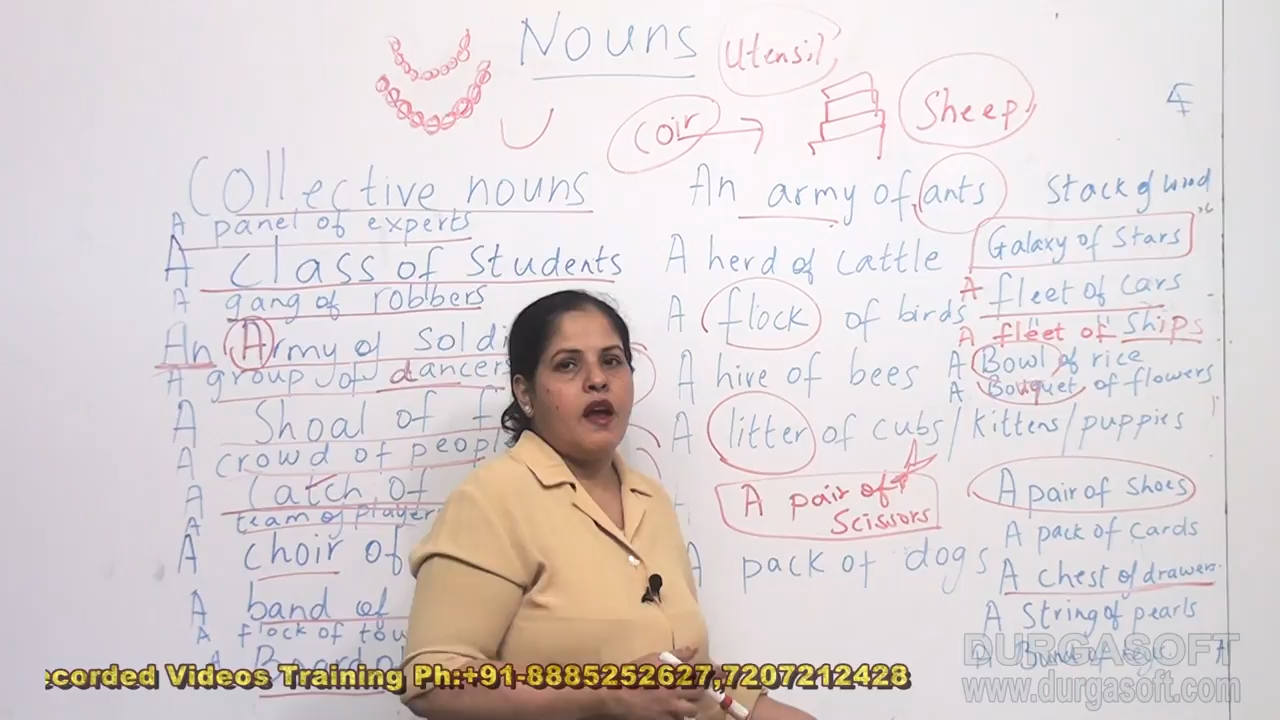 Nouns
Utensil
Coir
Sheep
Collective nouns
A panel of experts
A Class of Students
A gang of robbers
An Army of
A group of dancers
A Shoal of
A crowd of people
A Catch of
A team of player
A choir of
A band of
A flock of
An army of ants
A herd of cattle
A flock of birds
A hive of bees
A litter of cubs/kittens/puppies
A pair of
Scissors
A pack of dogs
Stack of wood
Galaxy of Stars
A fleet of cars
A fleet of ships
A Bowl of rice
A Bouquet of flowers
A pair of shoes
A pack of cards
A chest of drawers.
A String of pearls
DURGASOFT
www.durgasoft.com
ecorded Videos Training Ph:+91-8885252627,7207212428